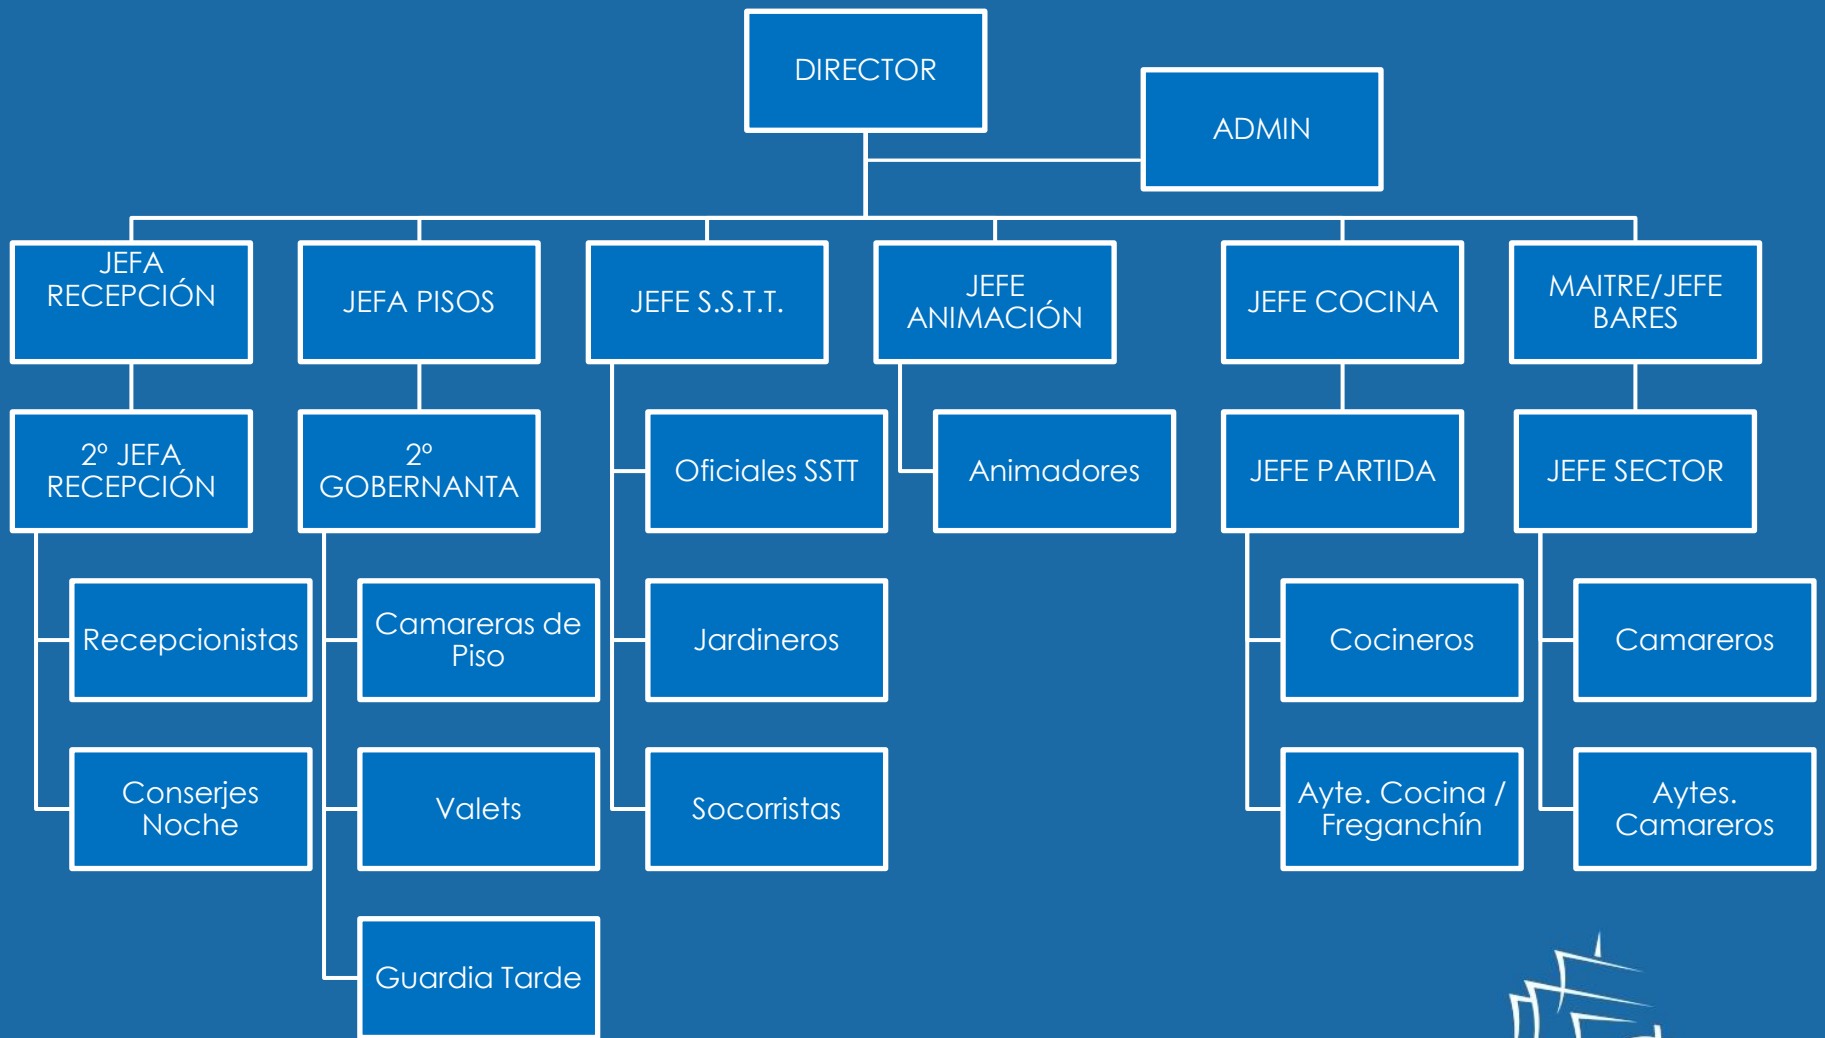 DIRECTOR
ADMIN
JEFA
RECEPCIÓN
JEFA PISOS
JEFE S.S.T.T.
JEFE
ANIMACIÓN
JEFE COCINA
MAITRE/JEFE
BARES
2º JEFA
RECEPCIÓN
2º
GOBERNANTA
Oficiales SSTT
Animadores
JEFE PARTIDA
JEFE SECTOR
Recepcionistas
Camareras de
Piso
Jardineros
Cocineros
Camareros
Conserjes
Noche
Valets
Socorristas
Ayte. Cocina /
Freganchín
Aytes.
Camareros
Guardia Tarde